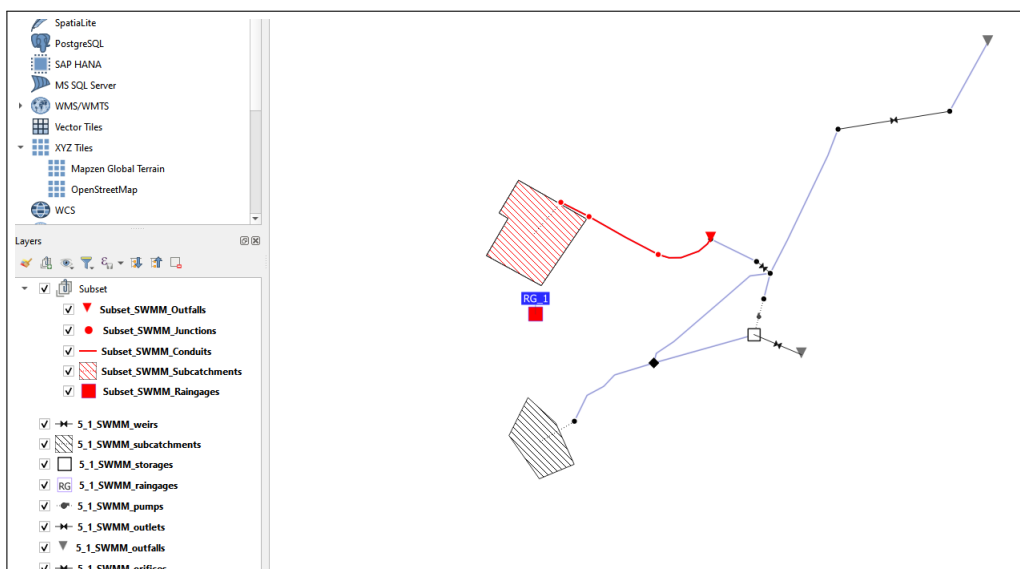 SpatiaLite
PostgreSQL
SAP HANA
MS SQL Server
WMS/WMTS
Vector Tiles
XYZ Tiles
Mapzen Global Terrain
OpenStreetMap
WCS
Layers
Subset
Subset_SWMM_Outfalls
Subset_SWMM_Junctions
Subset_SWMM_Conduits
Subset_SWMM_Subcatchments
Subset_SWMM_Raingages
5_1_SWMM_weirs
5_1_SWMM_subcatchments
5_1_SWMM_storages
RG 5_1_SWMM_raingages
5_1_SWMM_pumps
5_1_SWMM_outlets
5_1_SWMM_outfalls
5_1_SWMM_orifices
RG_1